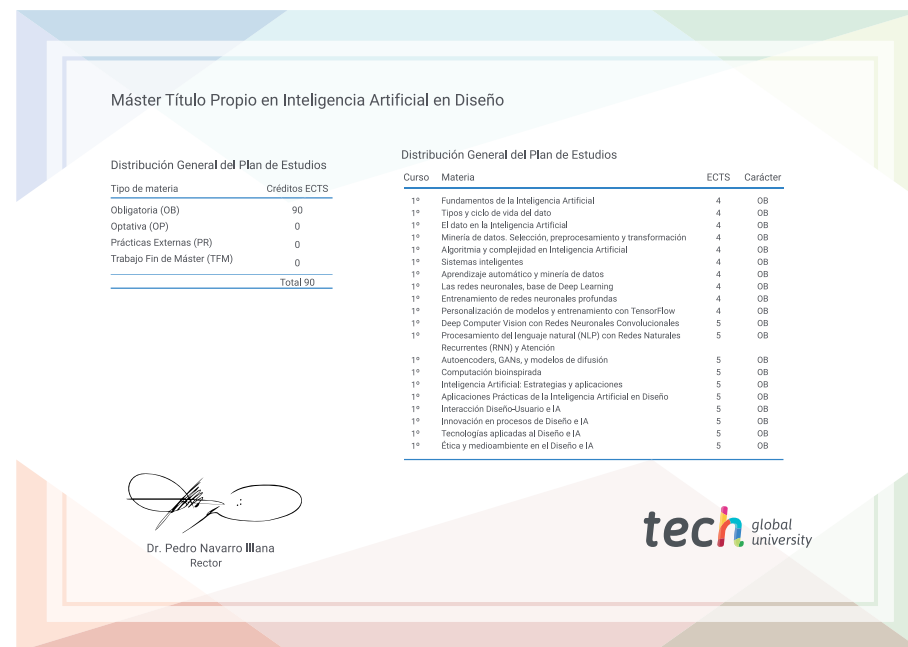 Máster Título Propio en Inteligencia Artificial en Diseño
Distribución General del Plan de Estudios
Tipo de materia Créditos ECTS
Obligatoria (OB) 90
Optativa (OP) 0
Prácticas Externas (PR) 0
Trabajo Fin de Máster (TFM) 0
Total 90
Distribución General del Plan de Estudios
Curso Materia ECTS Carácter
1º Fundamentos de la Inteligencia Artificial 4 OB
1º Tipos y ciclo de vida del dato 4 OB
1º El dato en la Inteligencia Artificial 4 OB
1º Minería de datos. Selección, preprocesamiento y transformación 4 OB
1º Algoritmia y complejidad en Inteligencia Artificial 4 OB
1º Sistemas inteligentes 4 OB
1º Aprendizaje automático y minería de datos 4 OB
1º Las redes neuronales, base de Deep Learning 4 OB
1º Entrenamiento de redes neuronales profundas 4 OB
1º Personalización de modelos y entrenamiento con TensorFlow 4 OB
1º Deep Computer Vision con Redes Neuronales Convolucionales 5 OB
1º Procesamiento del lenguaje natural (NLP) con Redes Naturales 5 OB
Recurrentes (RNN) y Atención
1º Autoencoders, GANs, y modelos de difusión 5 OB
1º Computación bioinspirada 5 OB
1º Inteligencia Artificial: Estrategias y aplicaciones 5 OB
1º Aplicaciones Prácticas de la Inteligencia Artificial en Diseño 5 OB
1º Interacción Diseño-Usuario e IA 5 OB
1º Innovación en procesos de Diseño e IA 5 OB
1º Tecnologías aplicadas al Diseño e IA 5 OB
1º Ética y medioambiente en el Diseño e IA 5 OB
Dr. Pedro Navarro Illana
Rector
tech global
university